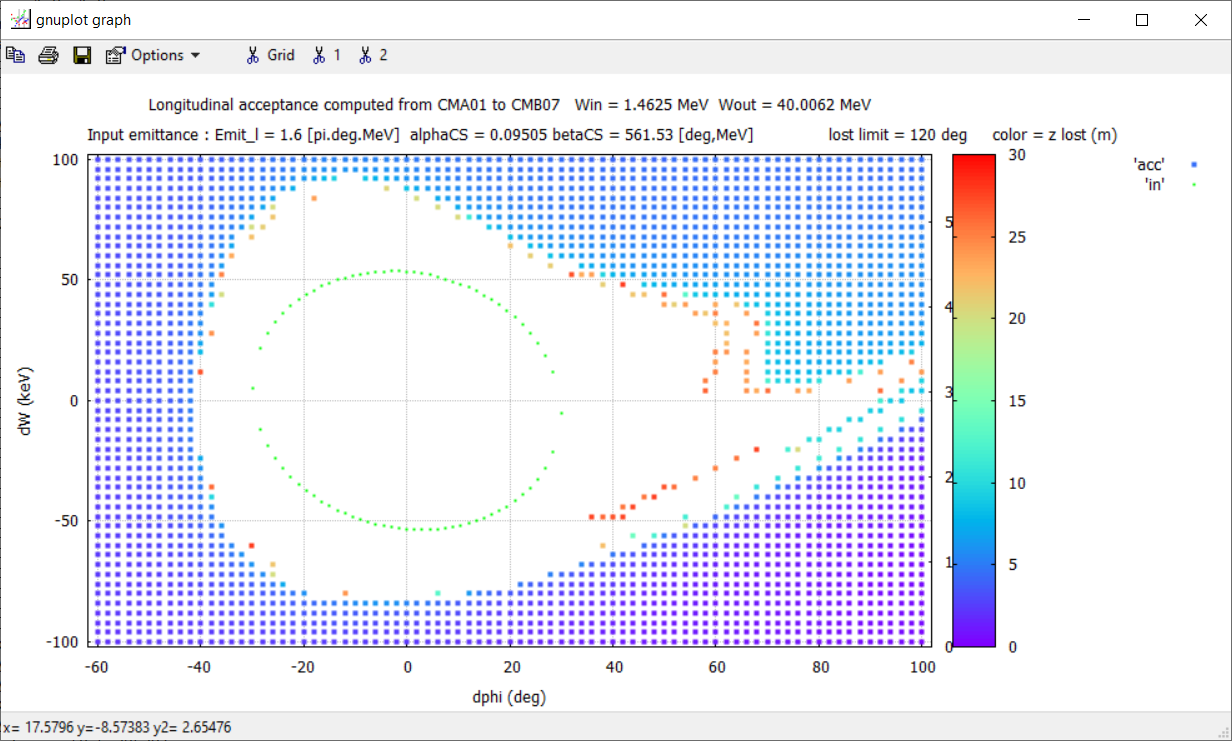 gnuplot graph
Options Grid 1 2
Longitudinal acceptance computed from CMA01 to CMB07 Win = 1.4625 MeV Wout = 40.0062 MeV
Input emittance : Emit_l = 1.6 [pi.deg.MeV] alphaCS = 0.09505 betaCS = 561.53 [deg,MeV] lost limit = 120 deg color = z lost (m)
'acc'
'in'
100
50
0
-50
-100
dW (keV)
-60 -40 -20 0 20 40 60 80 100
dphi (deg)
5
4
3
2
1
0
30
25
20
15
10
5
0
x= 17.5796 y=-8.57383 y2= 2.65476